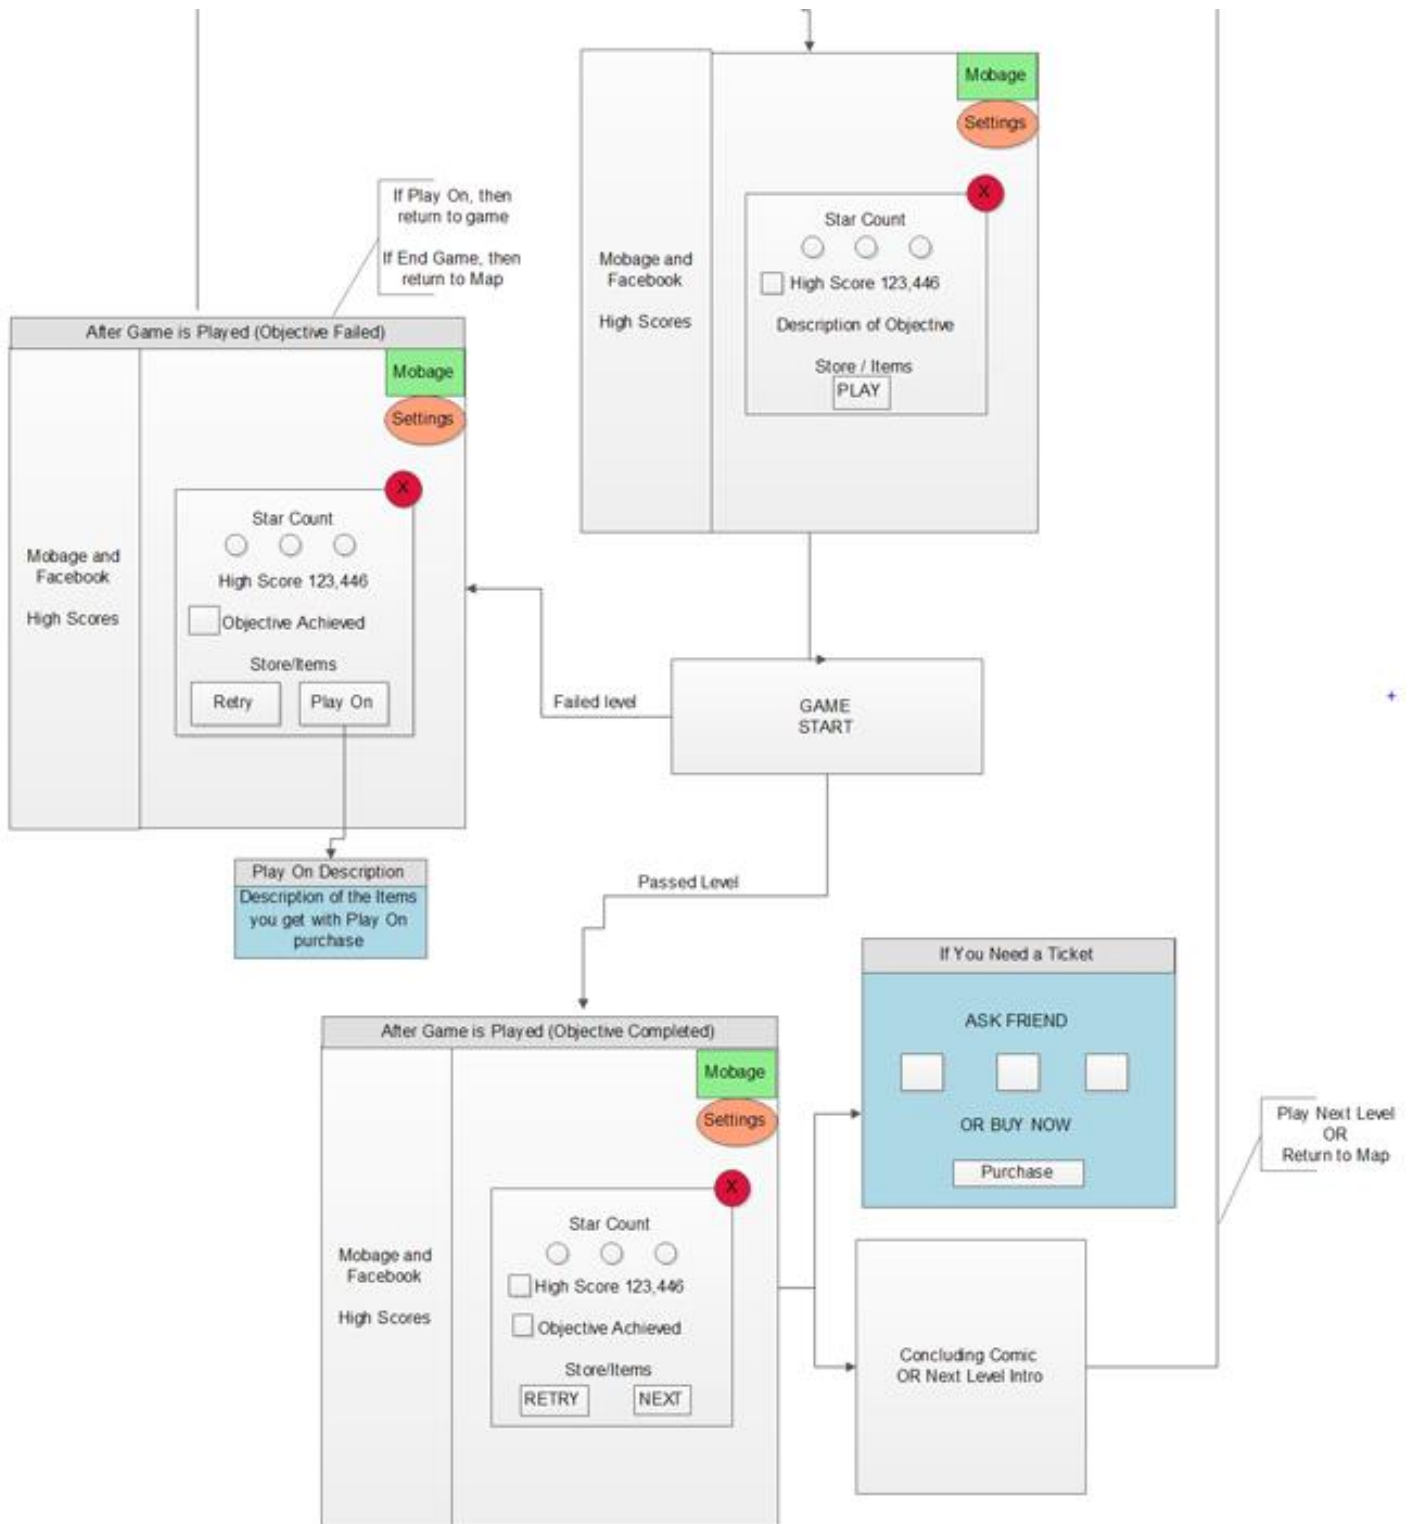 Mobage
Settings
X
Star Count
High Score 123,446
Description of Objective
Store / Items
PLAY
Mobage and
Facebook
High Scores
If Play On, then
return to game
If End Game, then
return to Map
After Game is Played (Objective Failed)
Mobage
Settings
X
Star Count
High Score 123,446
Objective Achieved
Store/Items
Retry
Play On
Mobage and
Facebook
High Scores
Failed level
GAME
START
Play On Description
Description of the Items
you get with Play On
purchase
Passed Level
After Game is Played (Objective Completed)
Mobage
Settings
X
Star Count
High Score 123,446
Objective Achieved
Store/Items
RETRY
NEXT
Mobage and
Facebook
High Scores
If You Need a Ticket
ASK FRIEND
OR BUY NOW
Purchase
Play Next Level
OR
Return to Map
Concluding Comic
OR Next Level Intro